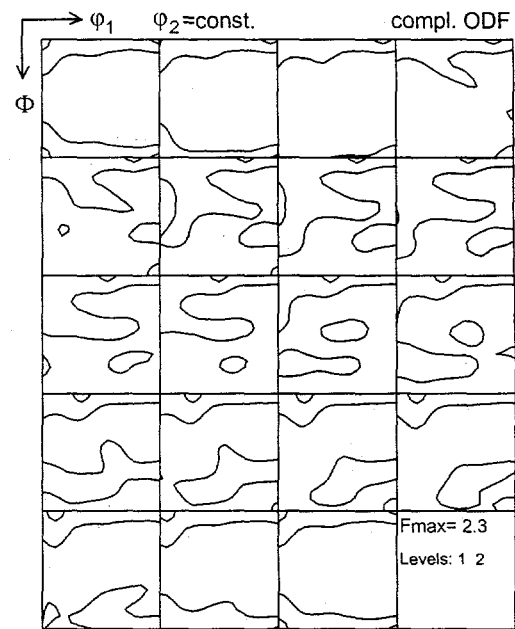 φ1 φ2=const. compl. ODF
Φ
Fmax= 2.3
Levels: 1 2